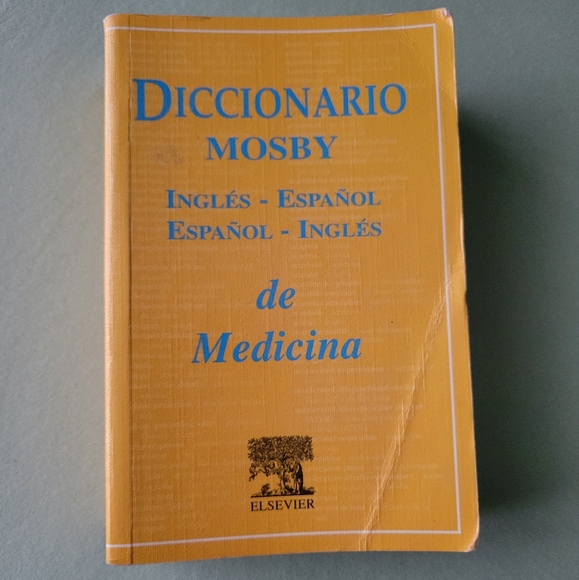 DICCIONARIO
MOSBY
INGLÉS - ESPAÑOL
ESPAÑOL - INGLÉS
de
Medicina
ELSEVIER